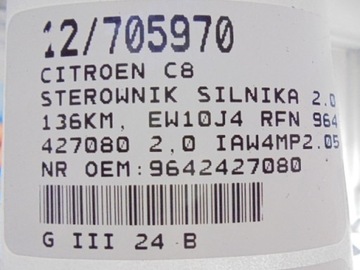 12/705970
CITROEN C8
STEROWNIK SILNIKA 2.0
136KM, EW10J4 RFN 964
427080 2,0 IAW4MP2.05
NR OEM:9642427080
G III 24 B